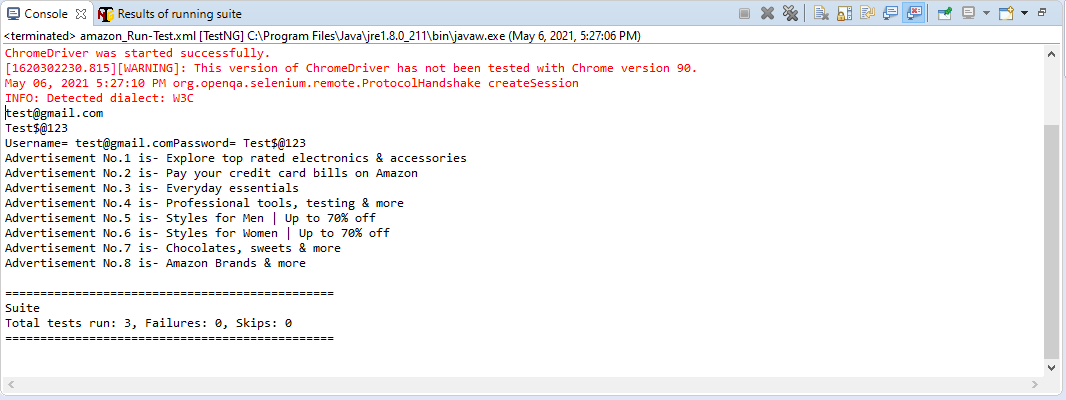 Console Results of running suite
<terminated> amazon_Run-Test.xml [TestNG] C:\Program Files\Java\jre1.8.0_211\bin\javaw.exe (May 6, 2021, 5:27:06 PM)
ChromeDriver was started successfully.
[1620302230.815][WARNING]: This version of ChromeDriver has not been tested with Chrome version 90.
May 06, 2021 5:27:10 PM org.openqa.selenium.remote.ProtocolHandshake createSession
INFO: Detected dialect: W3C
test@gmail.com
Test$@123
Username= test@gmail.comPassword= Test$@123
Advertisement No.1 is- Explore top rated electronics & accessories
Advertisement No.2 is- Pay your credit card bills on Amazon
Advertisement No.3 is- Everyday essentials
Advertisement No.4 is- Professional tools, testing & more
Advertisement No.5 is- Styles for Men | Up to 70% off
Advertisement No.6 is- Styles for Women | Up to 70% off
Advertisement No.7 is- Chocolates, sweets & more
Advertisement No.8 is- Amazon Brands & more
===============================================
Suite
Total tests run: 3, Failures: 0, Skips: 0
===============================================